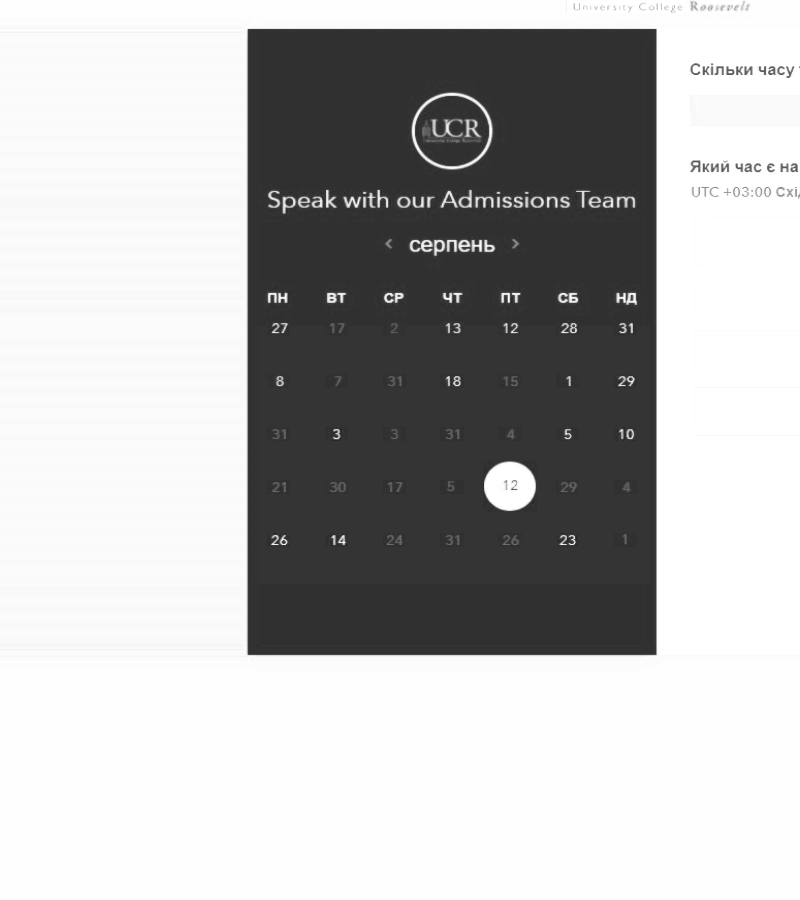 University College Roosevelt
Скільки часу
UCR
Speak with our Admissions Team
Який час є на
UTC +03:00 Схі
< серпень >
ПН ВТ СР ЧТ ПТ СБ НД
27 17 2 13 12 28 31
8 7 31 18 15 1 29
31 3 3 31 4 5 10
21 30 17 5 12 29 4
26 14 24 31 26 23 1